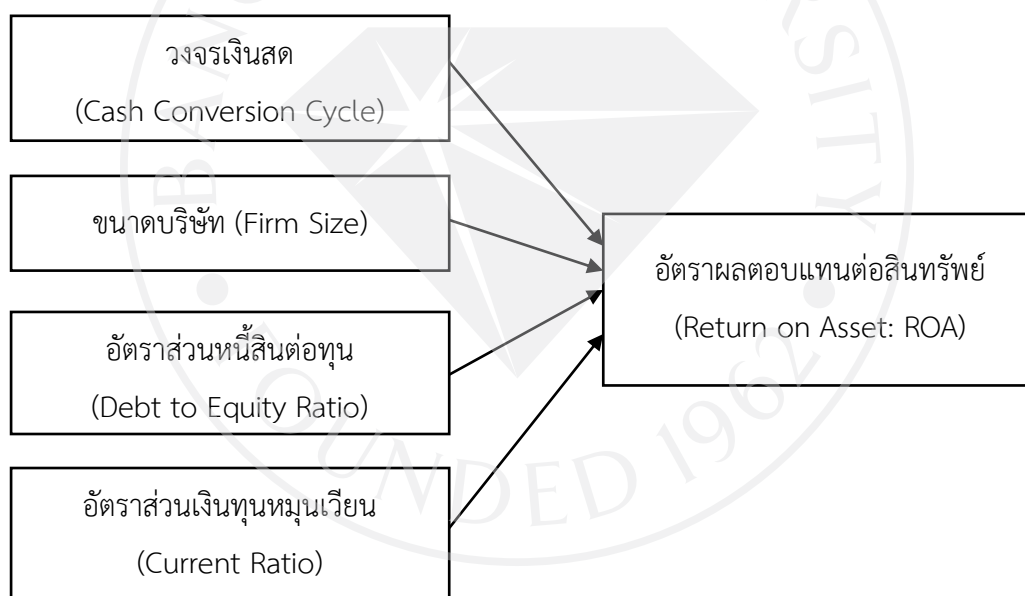 วงจรเงินสด
(Cash Conversion Cycle)
ขนาดบริษัท (Firm Size)
อัตราส่วนหนี้สินต่อทุน
(Debt to Equity Ratio)
อัตราส่วนเงินทุนหมุนเวียน
(Current Ratio)
อัตราผลตอบแทนต่อสินทรัพย์
(Return on Asset: ROA)
FOUNDED 1962